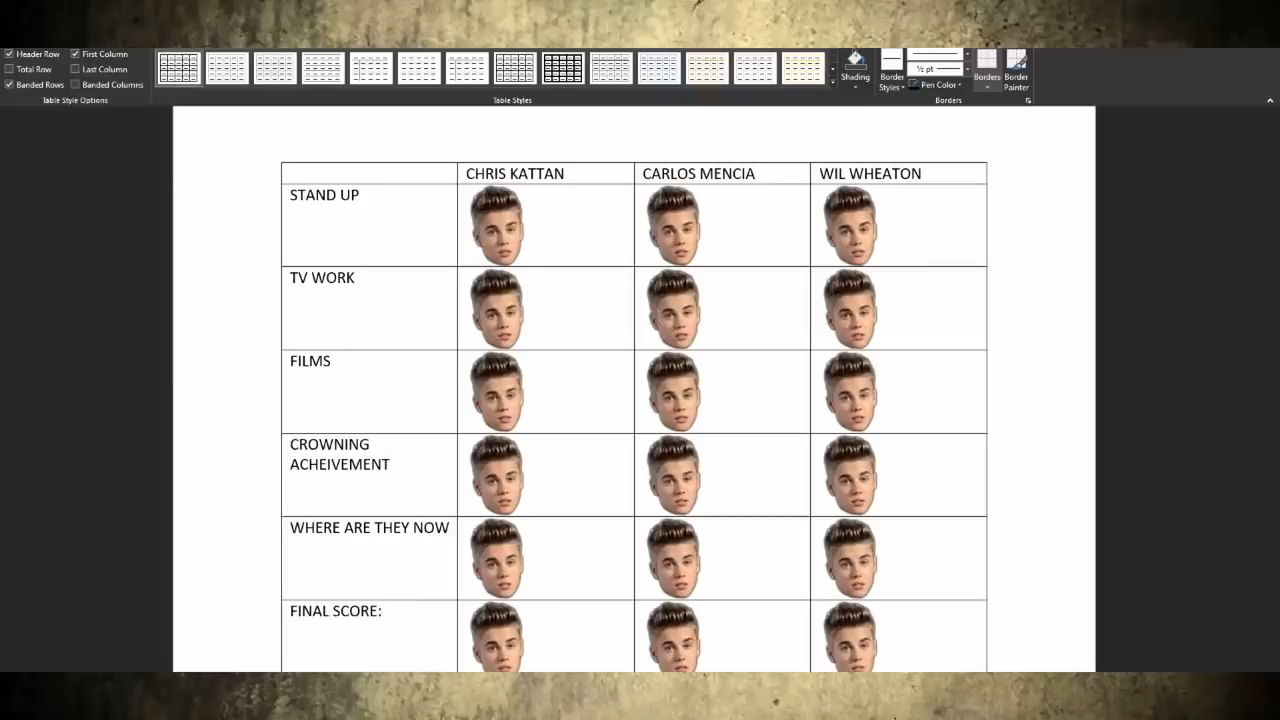 Header Row First Column
Total Row Last Column
Banded Rows Banded Columns
Table Style Options
Table Styles
Shading
Border
Styles
½ pt
Pen Color
Borders
Border
Painter
Borders
CHRIS KATTAN CARLOS MENCIA WIL WHEATON
STAND UP
TV WORK
FILMS
CROWNING
ACHEIVEMENT
WHERE ARE THEY NOW
FINAL SCORE: